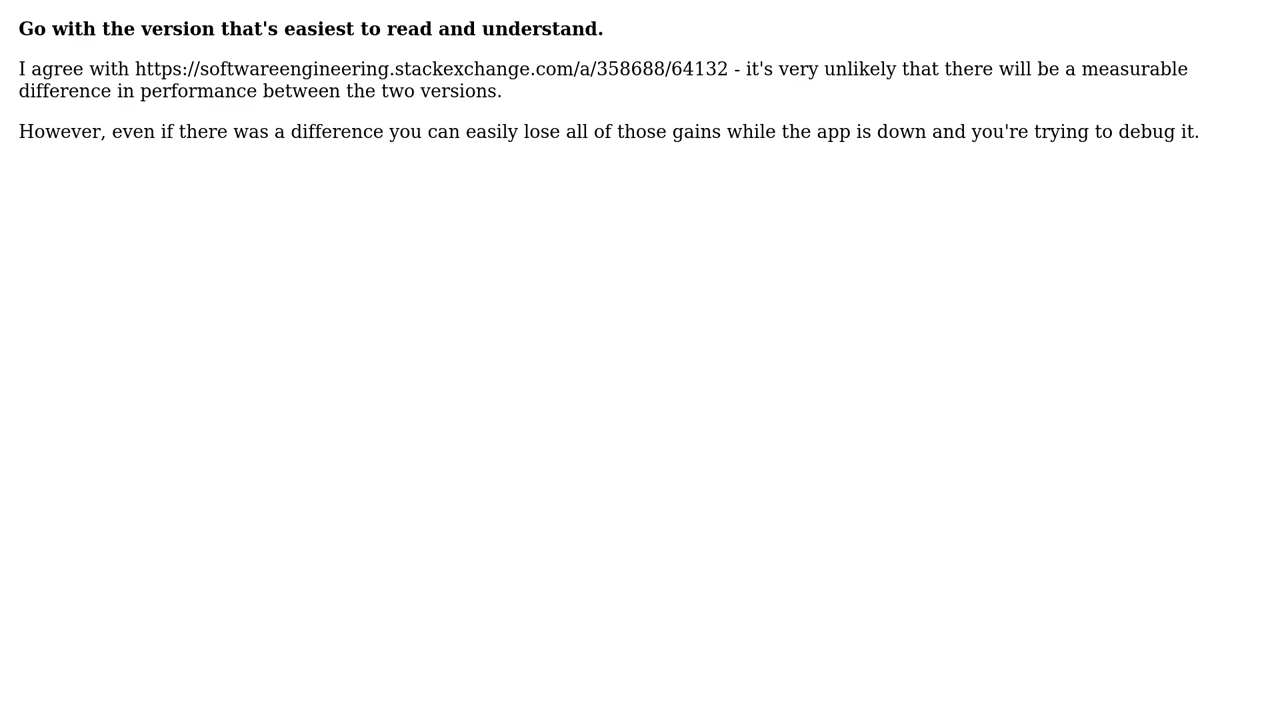 Go with the version that's easiest to read and understand.
I agree with https://softwareengineering.stackexchange.com/a/358688/64132 - it's very unlikely that there will be a measurable
difference in performance between the two versions.
However, even if there was a difference you can easily lose all of those gains while the app is down and you're trying to debug it.